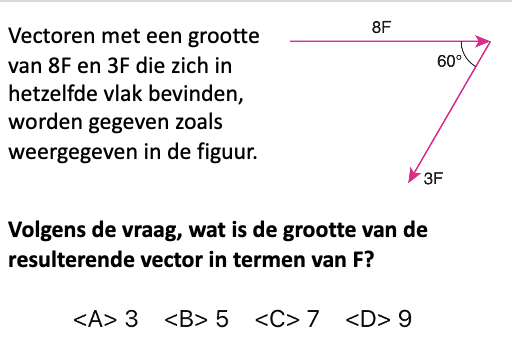 Vectoren met een grootte
van 8F en 3F die zich in
hetzelfde vlak bevinden,
worden gegeven zoals
weergegeven in de figuur.
8F
60°
3F
Volgens de vraag, wat is de grootte van de
resulterende vector in termen van F?
<A> 3 <B> 5 <C> 7 <D> 9